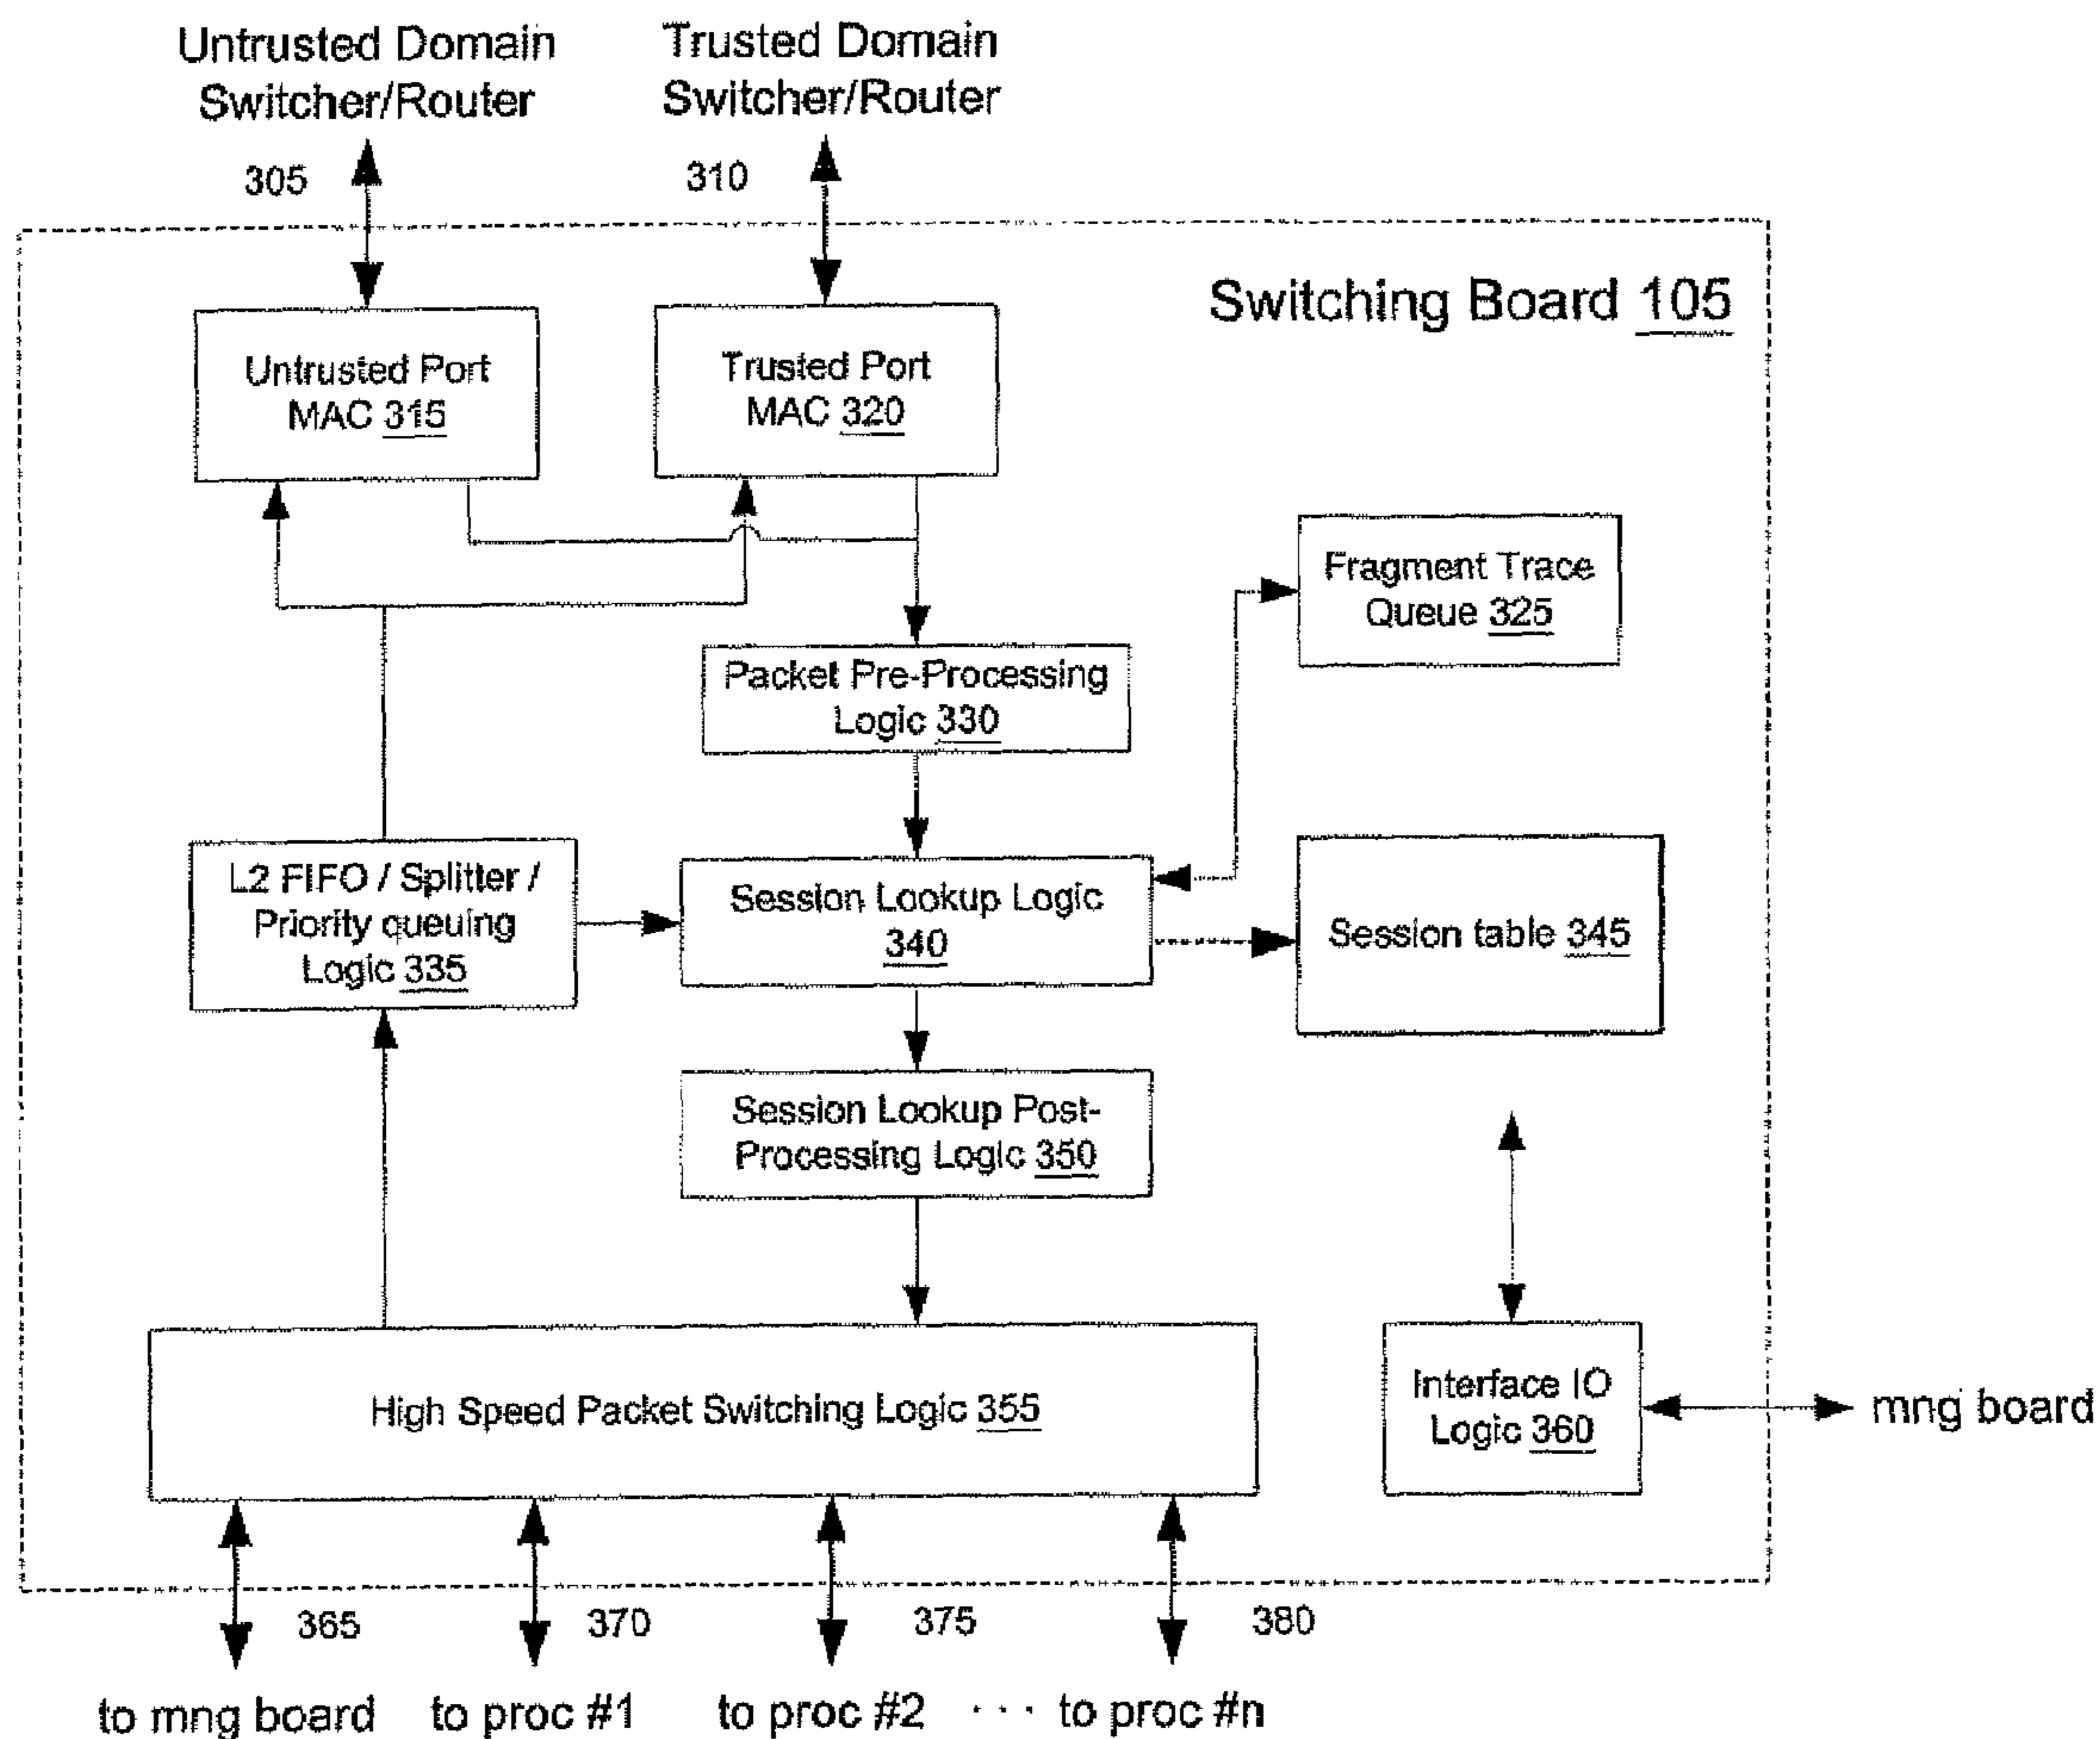 Untrusted Domain
Switcher/Router
Trusted Domain
Switcher/Router
305
310
Switching Board 105
Untrusted Port
MAC 315
Trusted Port
MAC 320
Fragment Trace
Queue 325
Packet Pre-Processing
Logic 330
L2 FIFO / Splitter /
Priority queuing
Logic 335
Session Lookup Logic
340
Session table 345
Session Lookup Post-
Processing Logic 350
High Speed Packet Switching Logic 355
Interface IO
Logic 360
mng board
365
370
375
380
to mng board
to proc #1
to proc #2
· · ·
to proc #n